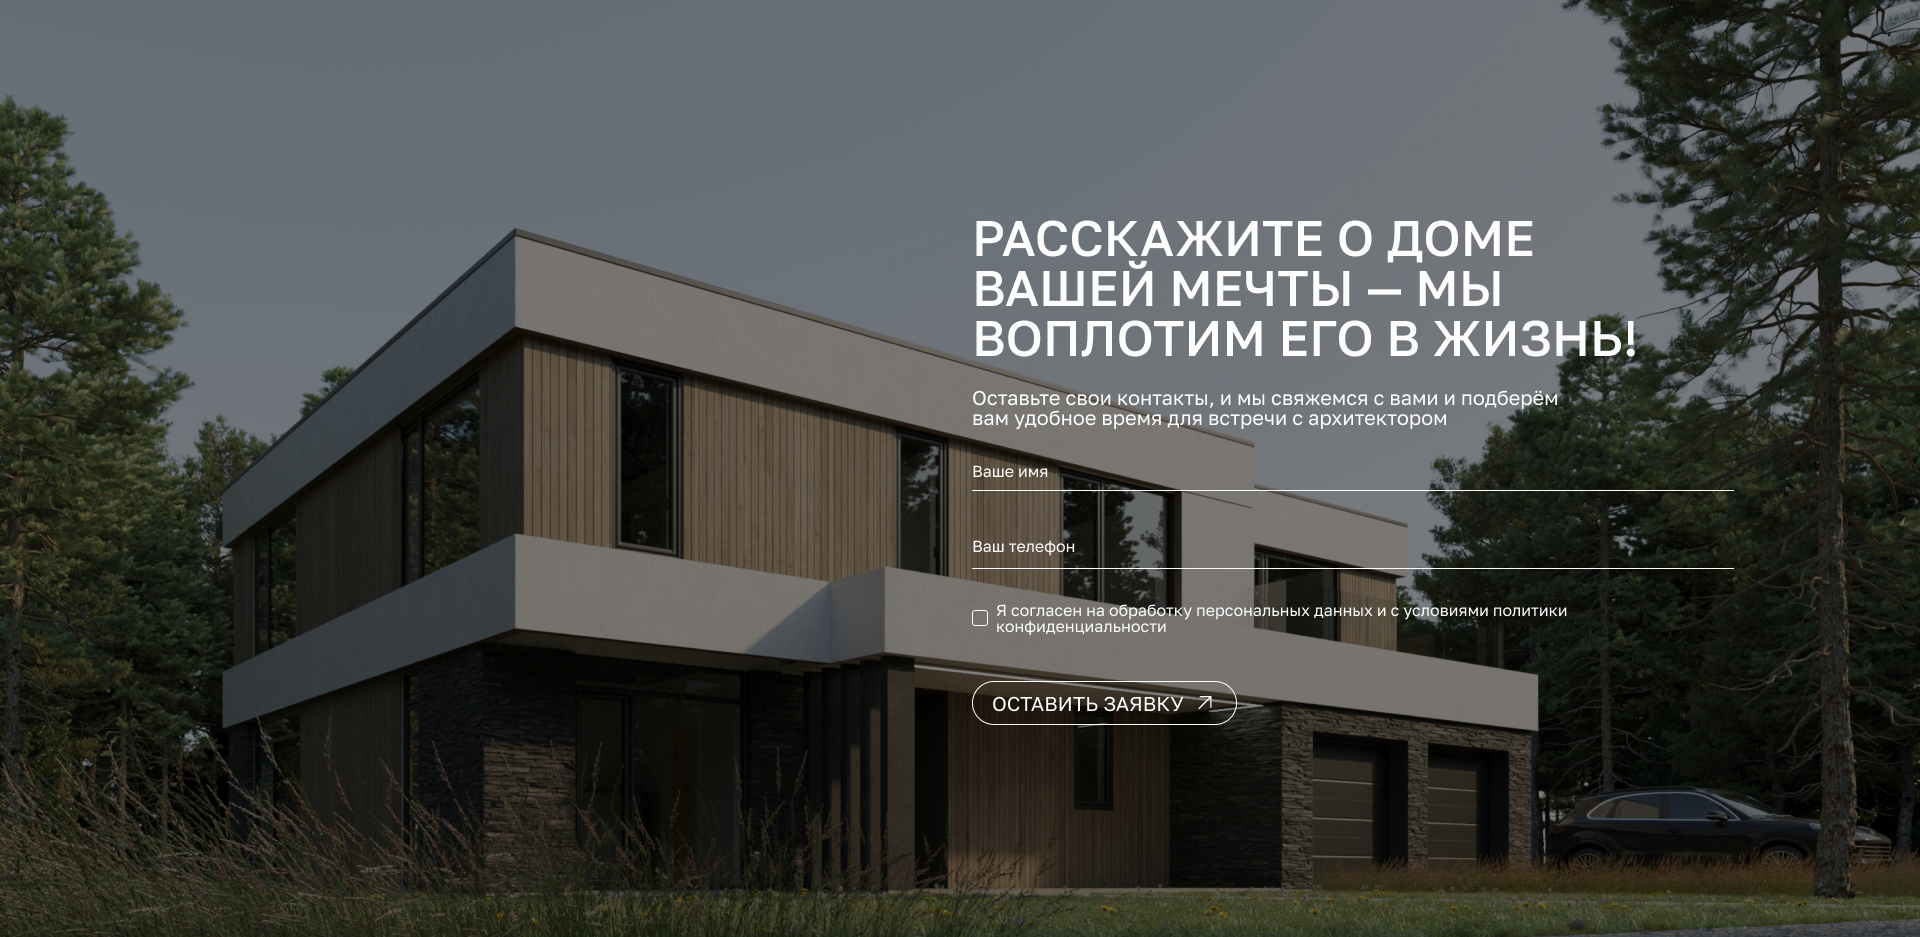 РАССКАЖИТЕ О ДОМЕ
ВАШЕЙ МЕЧТЫ — МЫ
ВОПЛОТИМ ЕГО В ЖИЗНЬ!
Оставьте свои контакты, и мы свяжемся с вами и подберём
вам удобное время для встречи с архитектором
Ваше имя
Ваш телефон
Я согласен на обработку персональных данных и с условиями политики
конфиденциальности
ОСТАВИТЬ ЗАЯВКУ